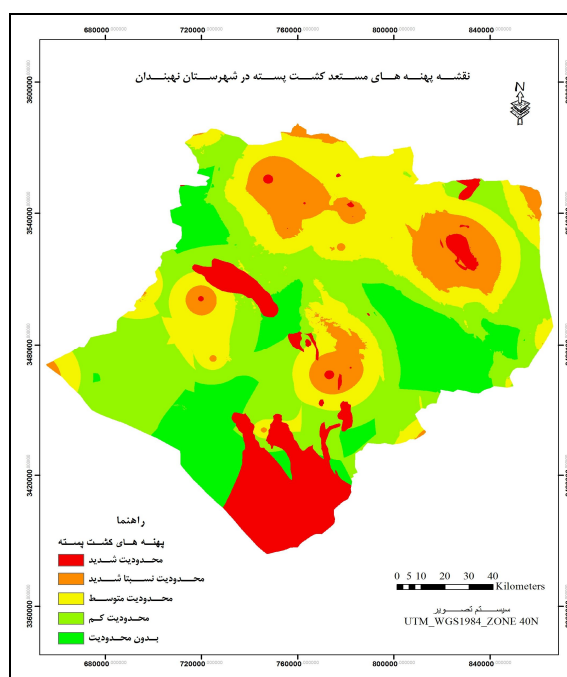 680000 720000 760000 800000 840000
نقشه پهنه های مستعد کشت پسته در شهرستان نهبندان
N
3600000
3540000
3480000
3420000
3360000
راهنما
پهنه های کشت پسته
محدودیت شدید
محدودیت نسبتا شدید
محدودیت متوسط
محدودیت کم
بدون محدودیت
0 5 10 20 30 40
Kilometers
سیستم تصویر
UTM_WGS1984_ZONE 40N
680000 720000 760000 800000 840000